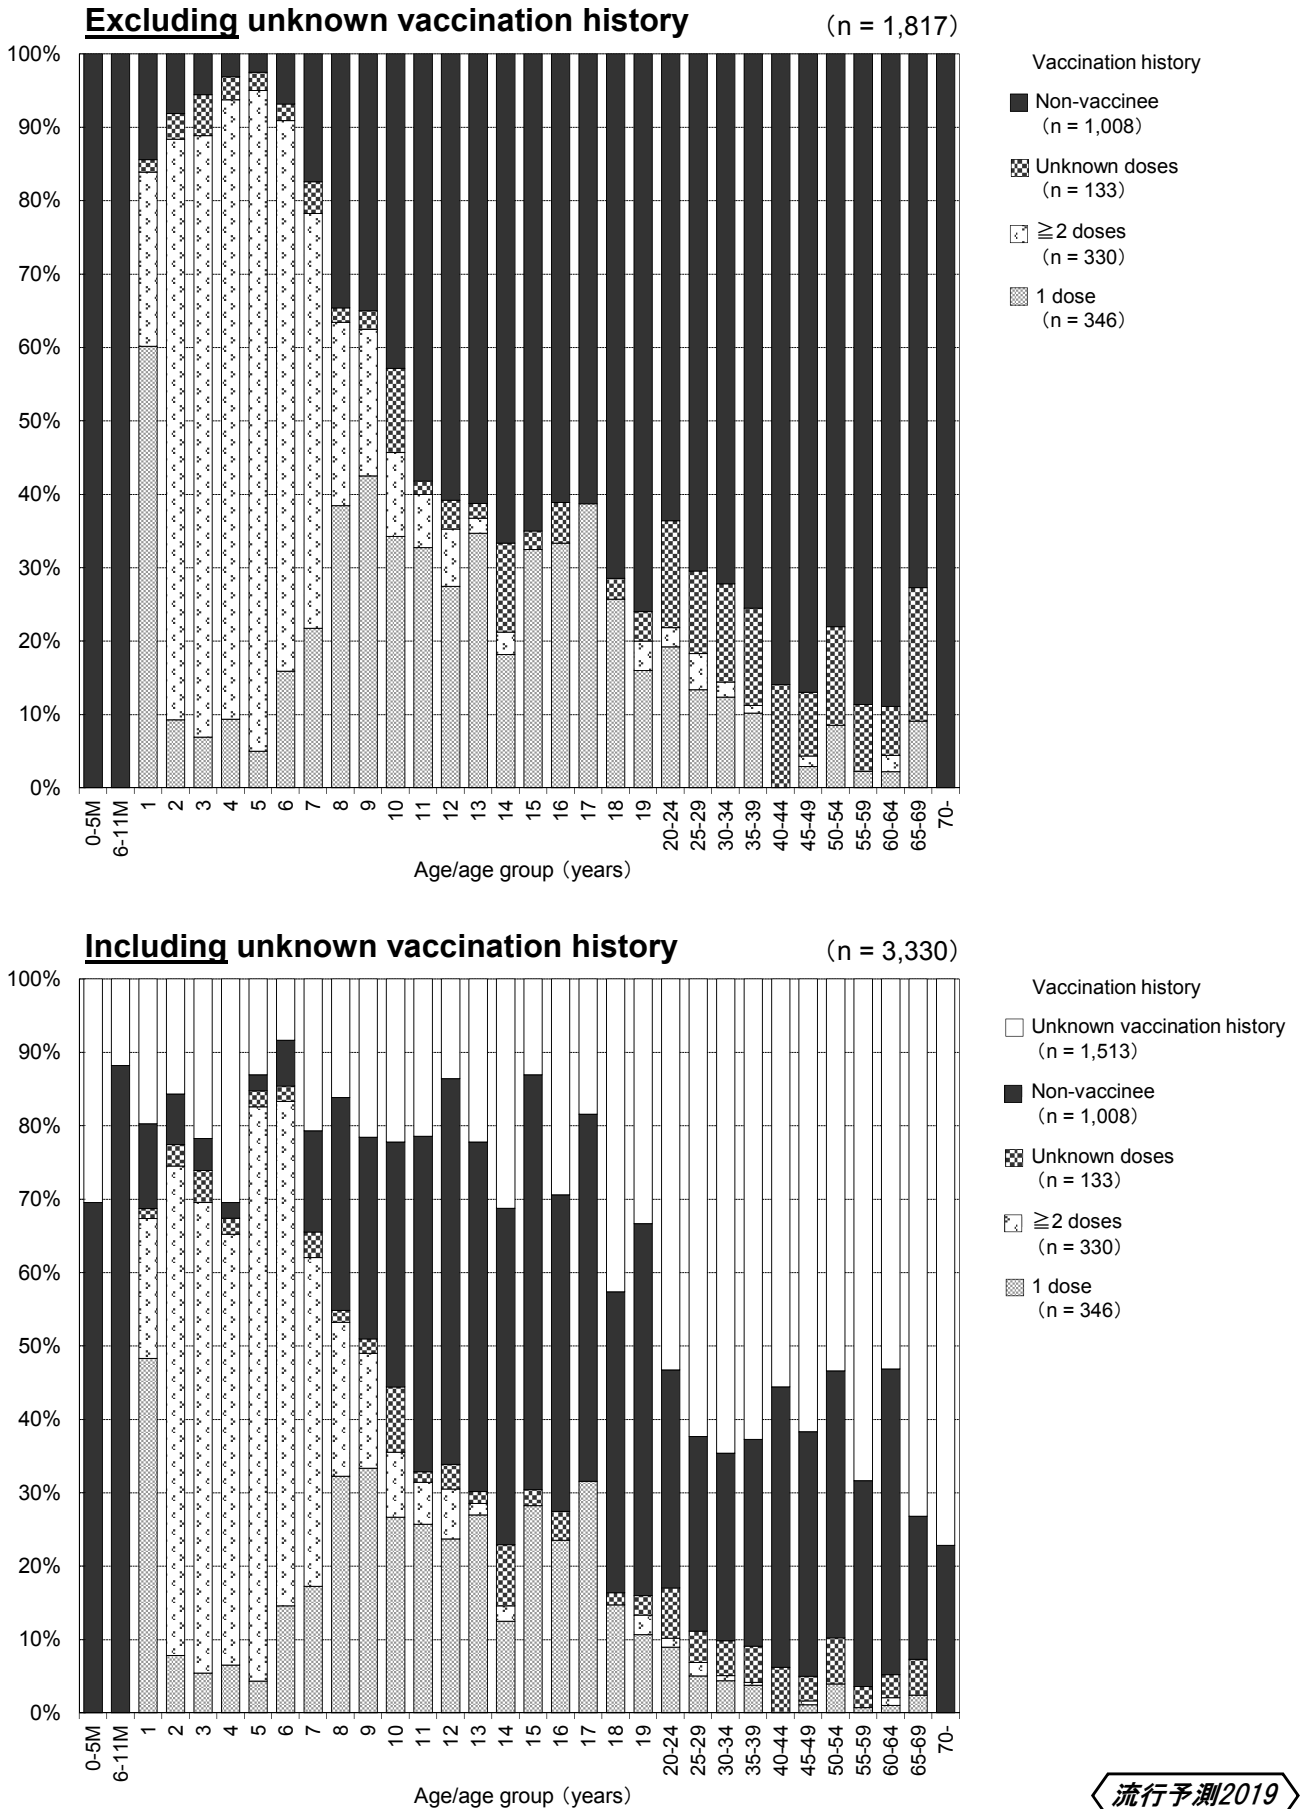 Excluding unknown vaccination history
（n = 1,817）
100%
90%
80%
70%
60%
50%
40%
30%
20%
10%
0%
0-5M
6-11M
1
2
3
4
5
6
7
8
9
10
11
12
13
14
15
16
17
18
19
20-24
25-29
30-34
35-39
40-44
45-49
50-54
55-59
60-64
65-69
70-
Age/age group（years）
Vaccination history
Non-vaccinee
（n = 1,008）
Unknown doses
（n = 133）
≧2 doses
（n = 330）
1 dose
（n = 346）
Including unknown vaccination history
（n = 3,330）
100%
90%
80%
70%
60%
50%
40%
30%
20%
10%
0%
0-5M
6-11M
1
2
3
4
5
6
7
8
9
10
11
12
13
14
15
16
17
18
19
20-24
25-29
30-34
35-39
40-44
45-49
50-54
55-59
60-64
65-69
70-
Age/age group（years）
Vaccination history
Unknown vaccination history
（n = 1,513）
Non-vaccinee
（n = 1,008）
Unknown doses
（n = 133）
≧2 doses
（n = 330）
1 dose
（n = 346）
流行予測2019